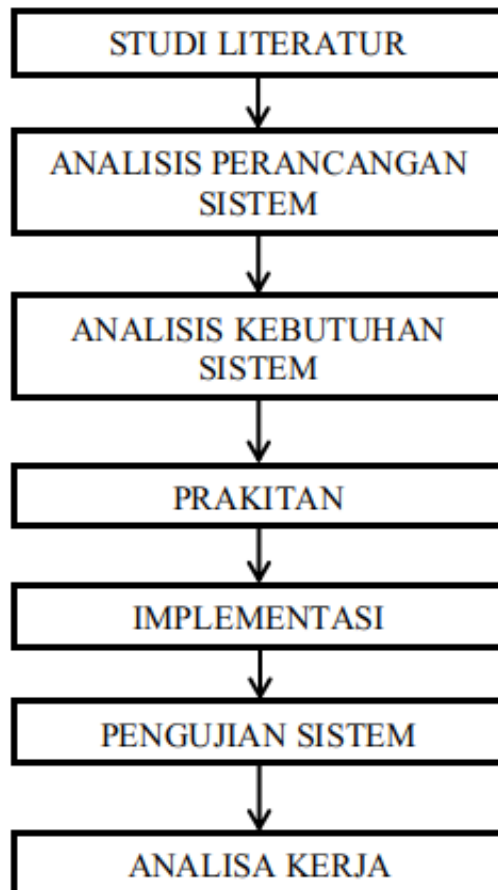 STUDI LITERATUR
ANALISIS PERANCANGAN
SISTEM
ANALISIS KEBUTUHAN
SISTEM
PRAKITAN
IMPLEMENTASI
PENGUJIAN SISTEM
ANALISA KERJA